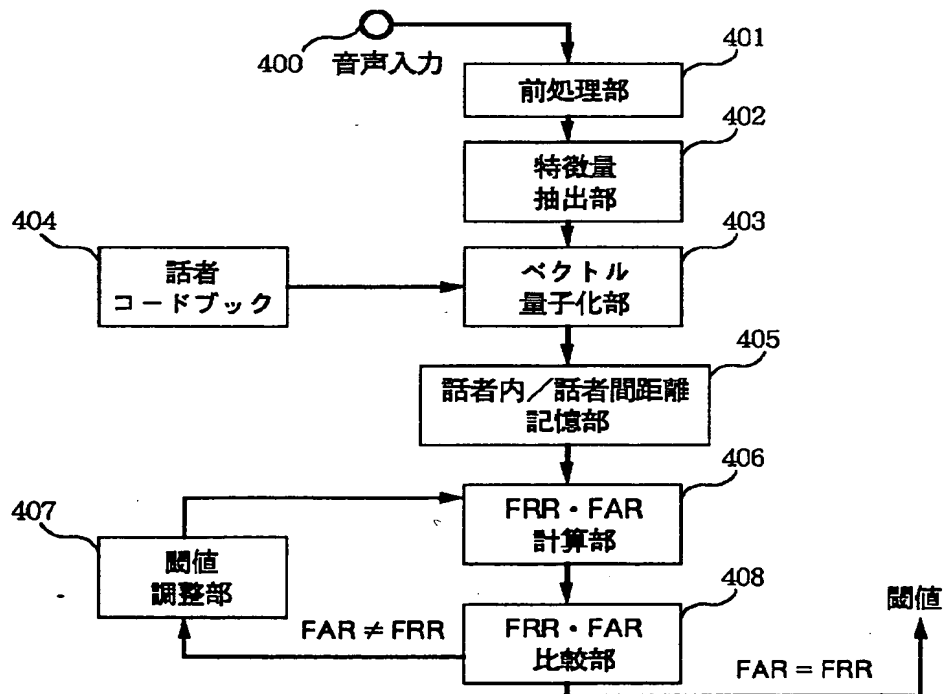 400
音声入力
401
前処理部
402
特徴量
抽出部
404
403
話者
コードブック
ベクトル
量子化部
405
話者内／話者間距離
記憶部
406
FRR・FAR
計算部
407
閾値
調整部
408
FRR・FAR
比較部
FAR ≠ FRR
閾値
FAR = FRR